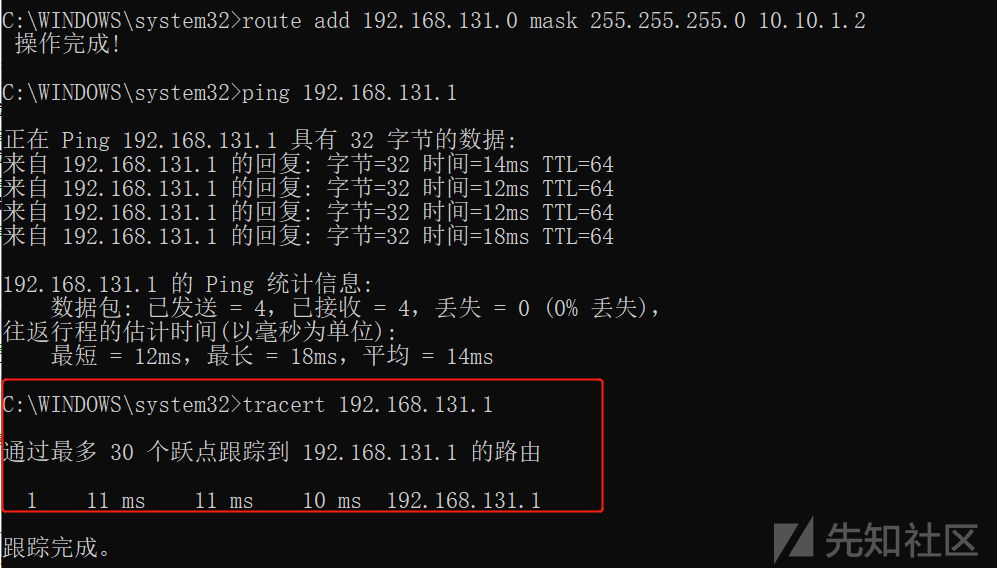 C:\WINDOWS\system32>route add 192.168.131.0 mask 255.255.255.0 10.10.1.2
操作完成!
C:\WINDOWS\system32>ping 192.168.131.1
正在 Ping 192.168.131.1 具有 32 字节的数据:
来自 192.168.131.1 的回复: 字节=32 时间=14ms TTL=64
来自 192.168.131.1 的回复: 字节=32 时间=12ms TTL=64
来自 192.168.131.1 的回复: 字节=32 时间=12ms TTL=64
来自 192.168.131.1 的回复: 字节=32 时间=18ms TTL=64
192.168.131.1 的 Ping 统计信息:
数据包: 已发送 = 4，已接收 = 4，丢失 = 0 (0% 丢失)，
往返行程的估计时间(以毫秒为单位):
最短 = 12ms，最长 = 18ms，平均 = 14ms
C:\WINDOWS\system32>tracert 192.168.131.1
通过最多 30 个跃点跟踪到 192.168.131.1 的路由
1 11 ms 11 ms 10 ms 192.168.131.1
跟踪完成。
先知社区